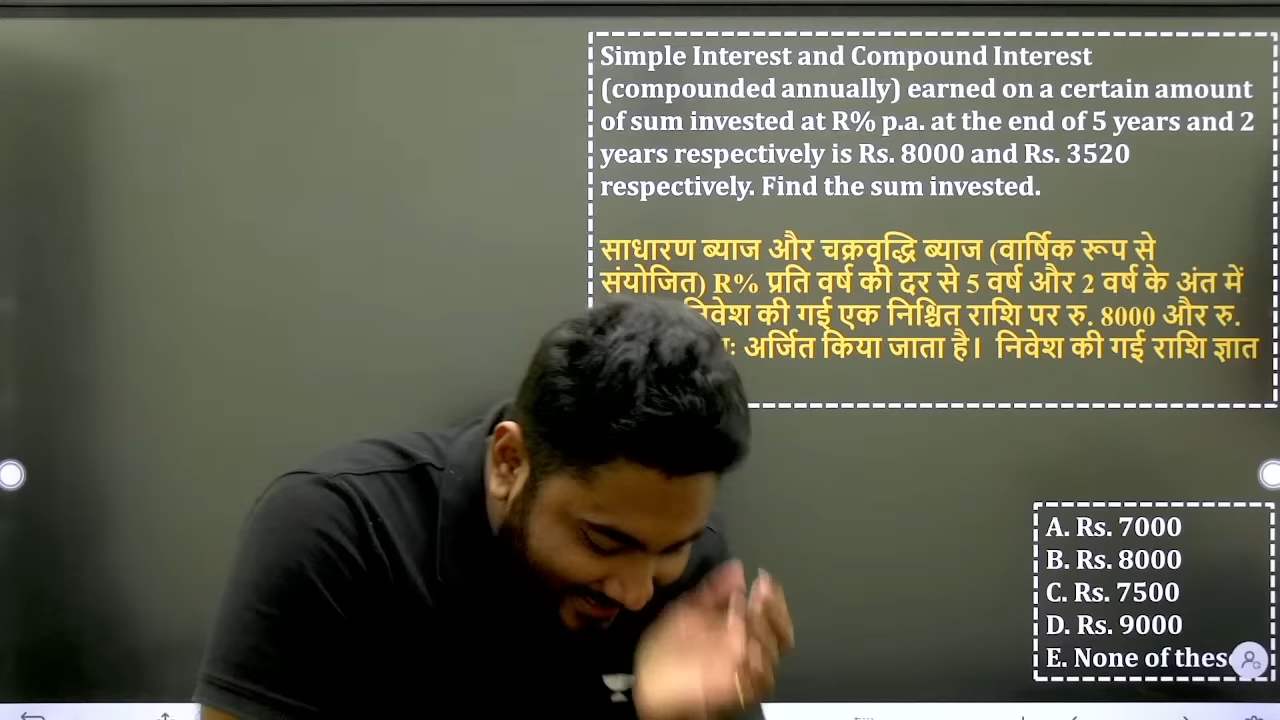 Simple Interest and Compound Interest
(compounded annually) earned on a certain amount
of sum invested at R% p.a. at the end of 5 years and 2
years respectively is Rs. 8000 and Rs. 3520
respectively. Find the sum invested.
साधारण ब्याज और चक्रवृद्धि ब्याज (वार्षिक रूप से
संयोजित) R% प्रति वर्ष की दर से 5 वर्ष और 2 वर्ष के अंत में
की गई एक निश्चित राशि पर रु. 8000 और रु.
अर्जित किया जाता है। निवेश की गई राशि ज्ञात
A. Rs. 7000
B. Rs. 8000
C. Rs. 7500
D. Rs. 9000
E. None of